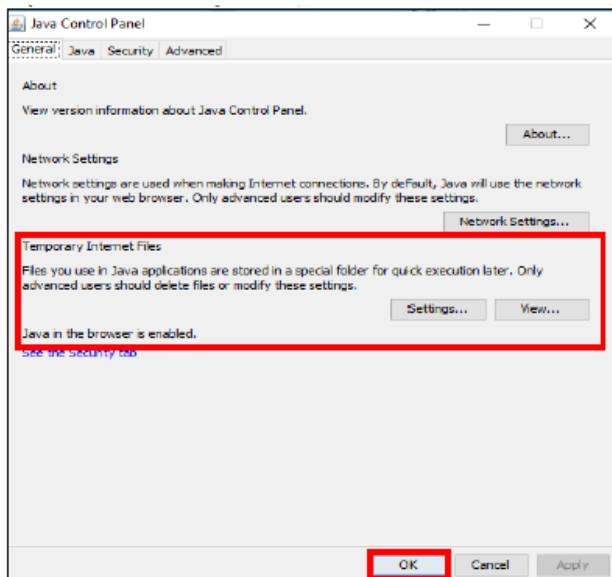 Java Control Panel
General Java Security Advanced
About
View version information about Java Control Panel.
About...
Network Settings
Network settings are used when making Internet connections. By default, Java will use the network
settings in your web browser. Only advanced users should modify these settings.
Network Settings...
Temporary Internet Files
Files you use in Java applications are stored in a special folder for quick execution later. Only
advanced users should delete files or modify these settings.
Settings... View...
Java in the browser is enabled.
See the Security tab
OK Cancel Apply